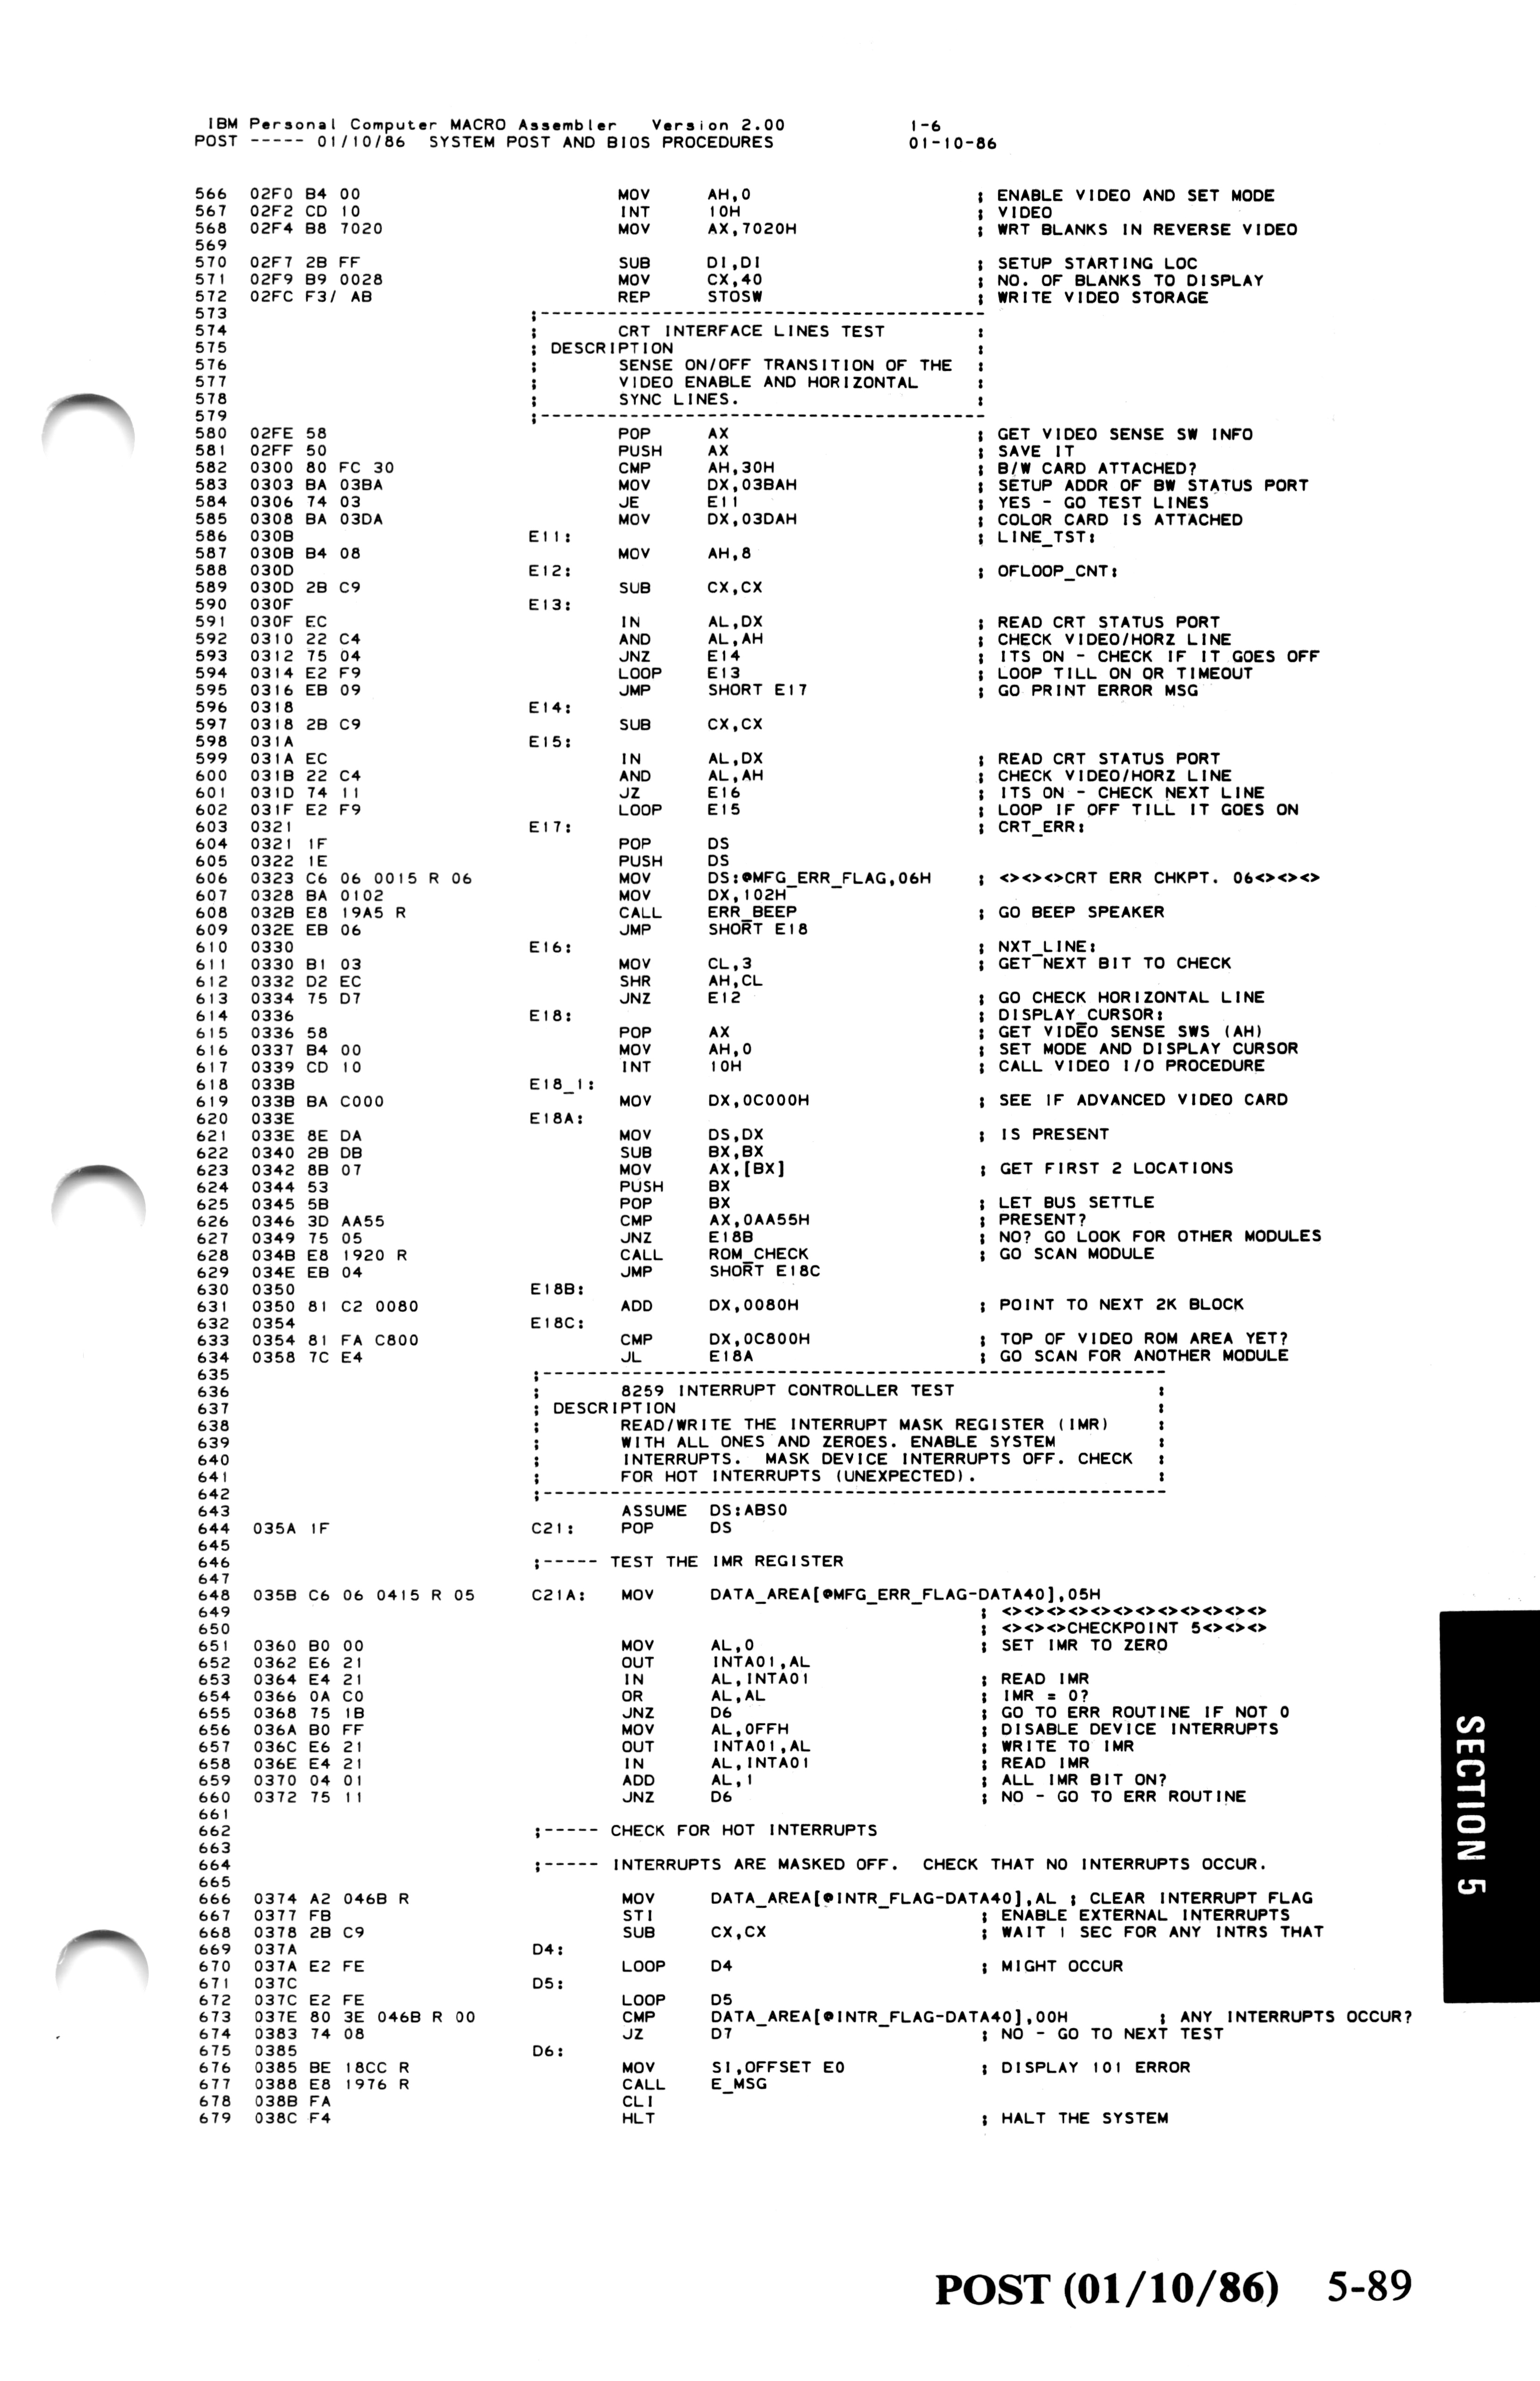 IBM Personal Computer MACRO Assembler   Version 2.00          1-6
POST ----- 01/10/86  SYSTEM POST AND BIOS PROCEDURES          01-10-86
566  02F0 B4 00                 MOV     AH,0                    ; ENABLE VIDEO AND SET MODE
567  02F2 CD 10                 INT     10H                     ; VIDEO
568  02F4 B8 7020               MOV     AX,7020H                ; WRT BLANKS IN REVERSE VIDEO
569
570  02F7 2B FF                 SUB     DI,DI                   ; SETUP STARTING LOC
571  02F9 B9 0028               MOV     CX,40                   ; NO. OF BLANKS TO DISPLAY
572  02FC F3/ AB                REP     STOSW                   ; WRITE VIDEO STORAGE
573                     ;----------------------------------------
574                     ;       CRT INTERFACE LINES TEST        :
575                     ; DESCRIPTION                           :
576                     ;       SENSE ON/OFF TRANSITION OF THE  :
577                     ;       VIDEO ENABLE AND HORIZONTAL     :
578                     ;       SYNC LINES.                     :
579                     ;----------------------------------------
580  02FE 58                    POP     AX                      ; GET VIDEO SENSE SW INFO
581  02FF 50                    PUSH    AX                      ; SAVE IT
582  0300 80 FC 30              CMP     AH,30H                  ; B/W CARD ATTACHED?
583  0303 BA 03BA               MOV     DX,03BAH                ; SETUP ADDR OF BW STATUS PORT
584  0306 74 03                 JE      E11                     ; YES - GO TEST LINES
585  0308 BA 03DA               MOV     DX,03DAH                ; COLOR CARD IS ATTACHED
586  030B               E11:                                    ; LINE_TST:
587  030B B4 08                 MOV     AH,8
588  030D               E12:                                    ; OFLOOP_CNT:
589  030D 2B C9                 SUB     CX,CX
590  030F               E13:
591  030F EC                    IN      AL,DX                   ; READ CRT STATUS PORT
592  0310 22 C4                 AND     AL,AH                   ; CHECK VIDEO/HORZ LINE
593  0312 75 04                 JNZ     E14                     ; ITS ON - CHECK IF IT GOES OFF
594  0314 E2 F9                 LOOP    E13                     ; LOOP TILL ON OR TIMEOUT
595  0316 EB 09                 JMP     SHORT E17               ; GO PRINT ERROR MSG
596  0318               E14:
597  0318 2B C9                 SUB     CX,CX
598  031A               E15:
599  031A EC                    IN      AL,DX                   ; READ CRT STATUS PORT
600  031B 22 C4                 AND     AL,AH                   ; CHECK VIDEO/HORZ LINE
601  031D 74 11                 JZ      E16                     ; ITS ON - CHECK NEXT LINE
602  031F E2 F9                 LOOP    E15                     ; LOOP IF OFF TILL IT GOES ON
603  0321               E17:                                    ; CRT_ERR:
604  0321 1F                    POP     DS
605  0322 1E                    PUSH    DS
606  0323 C6 06 0015 R 06       MOV     DS:@MFG_ERR_FLAG,06H    ; <><><>CRT ERR CHKPT. 06<><><>
607  0328 BA 0102               MOV     DX,102H
608  032B E8 19A5 R             CALL    ERR_BEEP                ; GO BEEP SPEAKER
609  032E EB 06                 JMP     SHORT E18
610  0330               E16:                                    ; NXT_LINE:
611  0330 B1 03                 MOV     CL,3                    ; GET NEXT BIT TO CHECK
612  0332 D2 EC                 SHR     AH,CL
613  0334 75 D7                 JNZ     E12                     ; GO CHECK HORIZONTAL LINE
614  0336               E18:                                    ; DISPLAY_CURSOR:
615  0336 58                    POP     AX                      ; GET VIDEO SENSE SWS (AH)
616  0337 B4 00                 MOV     AH,0                    ; SET MODE AND DISPLAY CURSOR
617  0339 CD 10                 INT     10H                     ; CALL VIDEO I/O PROCEDURE
618  033B               E18_1:
619  033B BA C000               MOV     DX,0C000H               ; SEE IF ADVANCED VIDEO CARD
620  033E               E18A:
621  033E 8E DA                 MOV     DS,DX                   ; IS PRESENT
622  0340 2B DB                 SUB     BX,BX
623  0342 8B 07                 MOV     AX,[BX]                 ; GET FIRST 2 LOCATIONS
624  0344 53                    PUSH    BX
625  0345 5B                    POP     BX                      ; LET BUS SETTLE
626  0346 3D AA55               CMP     AX,0AA55H               ; PRESENT?
627  0349 75 05                 JNZ     E18B                    ; NO? GO LOOK FOR OTHER MODULES
628  034B E8 1920 R             CALL    ROM_CHECK               ; GO SCAN MODULE
629  034E EB 04                 JMP     SHORT E18C
630  0350               E18B:
631  0350 81 C2 0080            ADD     DX,0080H                ; POINT TO NEXT 2K BLOCK
632  0354               E18C:
633  0354 81 FA C800            CMP     DX,0C800H               ; TOP OF VIDEO ROM AREA YET?
634  0358 7C E4                 JL      E18A                    ; GO SCAN FOR ANOTHER MODULE
635                     ;--------------------------------------------------------
636                     ;       8259 INTERRUPT CONTROLLER TEST                  :
637                     ; DESCRIPTION                                           :
638                     ;       READ/WRITE THE INTERRUPT MASK REGISTER (IMR)    :
639                     ;       WITH ALL ONES AND ZEROES. ENABLE SYSTEM         :
640                     ;       INTERRUPTS.  MASK DEVICE INTERRUPTS OFF. CHECK  :
641                     ;       FOR HOT INTERRUPTS (UNEXPECTED).                :
642                     ;--------------------------------------------------------
643                             ASSUME  DS:ABS0
644  035A 1F            C21:    POP     DS
645
646                     ;----- TEST THE IMR REGISTER
647
648  035B C6 06 0415 R 05  C21A:  MOV     DATA_AREA[@MFG_ERR_FLAG-DATA40],05H
649                                                             ; <><><><><><><><><><><><>
650                                                             ; <><><>CHECKPOINT 5<><><>
651  0360 B0 00                 MOV     AL,0                    ; SET IMR TO ZERO
652  0362 E6 21                 OUT     INTA01,AL
653  0364 E4 21                 IN      AL,INTA01               ; READ IMR
654  0366 0A C0                 OR      AL,AL                   ; IMR = 0?
655  0368 75 1B                 JNZ     D6                      ; GO TO ERR ROUTINE IF NOT 0
656  036A B0 FF                 MOV     AL,0FFH                 ; DISABLE DEVICE INTERRUPTS
657  036C E6 21                 OUT     INTA01,AL               ; WRITE TO IMR
658  036E E4 21                 IN      AL,INTA01               ; READ IMR
659  0370 04 01                 ADD     AL,1                    ; ALL IMR BIT ON?
660  0372 75 11                 JNZ     D6                      ; NO - GO TO ERR ROUTINE
661
662                     ;----- CHECK FOR HOT INTERRUPTS
663
664                     ;----- INTERRUPTS ARE MASKED OFF.  CHECK THAT NO INTERRUPTS OCCUR.
665
666  0374 A2 046B R             MOV     DATA_AREA[@INTR_FLAG-DATA40],AL ; CLEAR INTERRUPT FLAG
667  0377 FB                    STI                             ; ENABLE EXTERNAL INTERRUPTS
668  0378 2B C9                 SUB     CX,CX                   ; WAIT 1 SEC FOR ANY INTRS THAT
669  037A               D4:
670  037A E2 FE                 LOOP    D4                      ; MIGHT OCCUR
671  037C               D5:
672  037C E2 FE                 LOOP    D5
673  037E 80 3E 046B R 00       CMP     DATA_AREA[@INTR_FLAG-DATA40],00H        ; ANY INTERRUPTS OCCUR?
674  0383 74 08                 JZ      D7                      ; NO - GO TO NEXT TEST
675  0385               D6:
676  0385 BE 18CC R             MOV     SI,OFFSET E0            ; DISPLAY 101 ERROR
677  0388 E8 1976 R             CALL    E_MSG
678  038B FA                    CLI
679  038C F4                    HLT                             ; HALT THE SYSTEM
SECTION 5
POST (01/10/86)   5-89